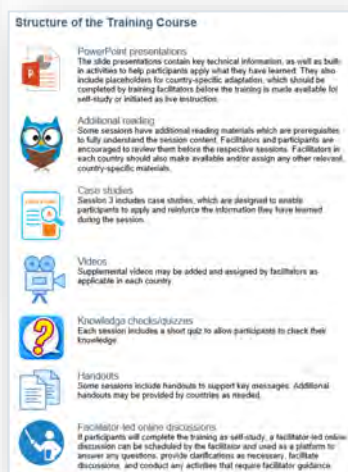 Structure of the Training Course
PowerPoint presentations
The slide presentations contain key technical information, as well as built-
in activities to help participants apply what they have learned. They also
include placeholders for country-specific adaptation, which should be
completed by training facilitators before the training is made available for
self-study or initiated as live instruction.
Additional reading
Some sessions have additional reading materials which are prerequisites
to fully understand the session content. Facilitators and participants are
encouraged to review them before the respective sessions. Facilitators in
each country should also make available and/or assign any other relevant,
country-specific materials.
Case studies
Session 3 includes case studies, which are designed to enable
participants to apply and reinforce the information they have learned
during the session.
Videos
Supplemental videos may be added and assigned by facilitators as
applicable in each country.
Knowledge checks/quizzes
Each session includes a short quiz to allow participants to check their
knowledge.
Handouts
Some sessions include handouts to support key messages. Additional
handouts may be provided by countries as needed.
Facilitator-led online discussions
If participants will complete the training as self-study, a facilitator-led online
discussion can be scheduled by the facilitator and used as a platform to
answer any questions, provide clarifications as necessary, facilitate
discussions, and conduct any activities that require facilitator guidance.